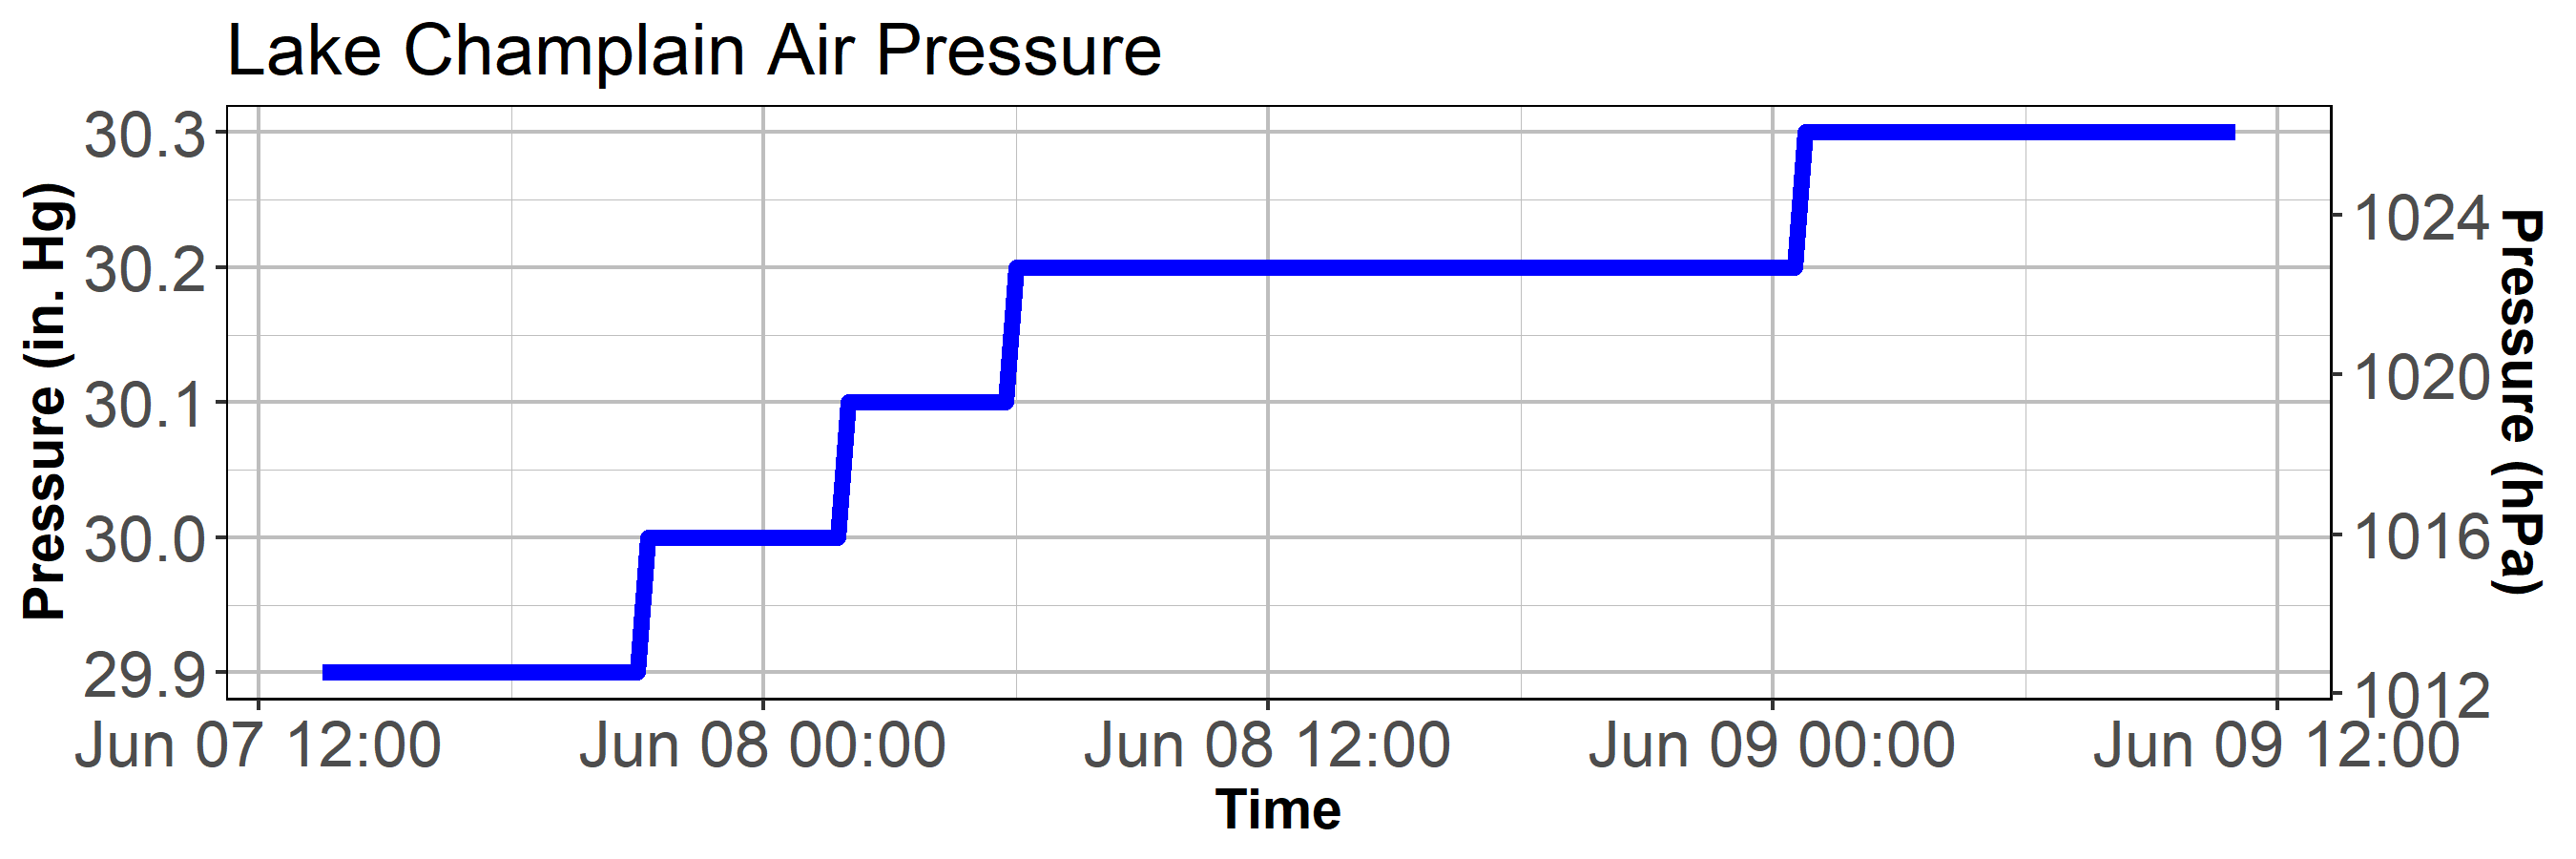 Lake Champlain Air Pressure
Pressure (in. Hg)
30.3
30.2
30.1
30.0
29.9
1024
1020
1016
1012
Pressure (hPa)
Jun 07 12:00 Jun 08 00:00 Jun 08 12:00 Jun 09 00:00 Jun 09 12:00
Time